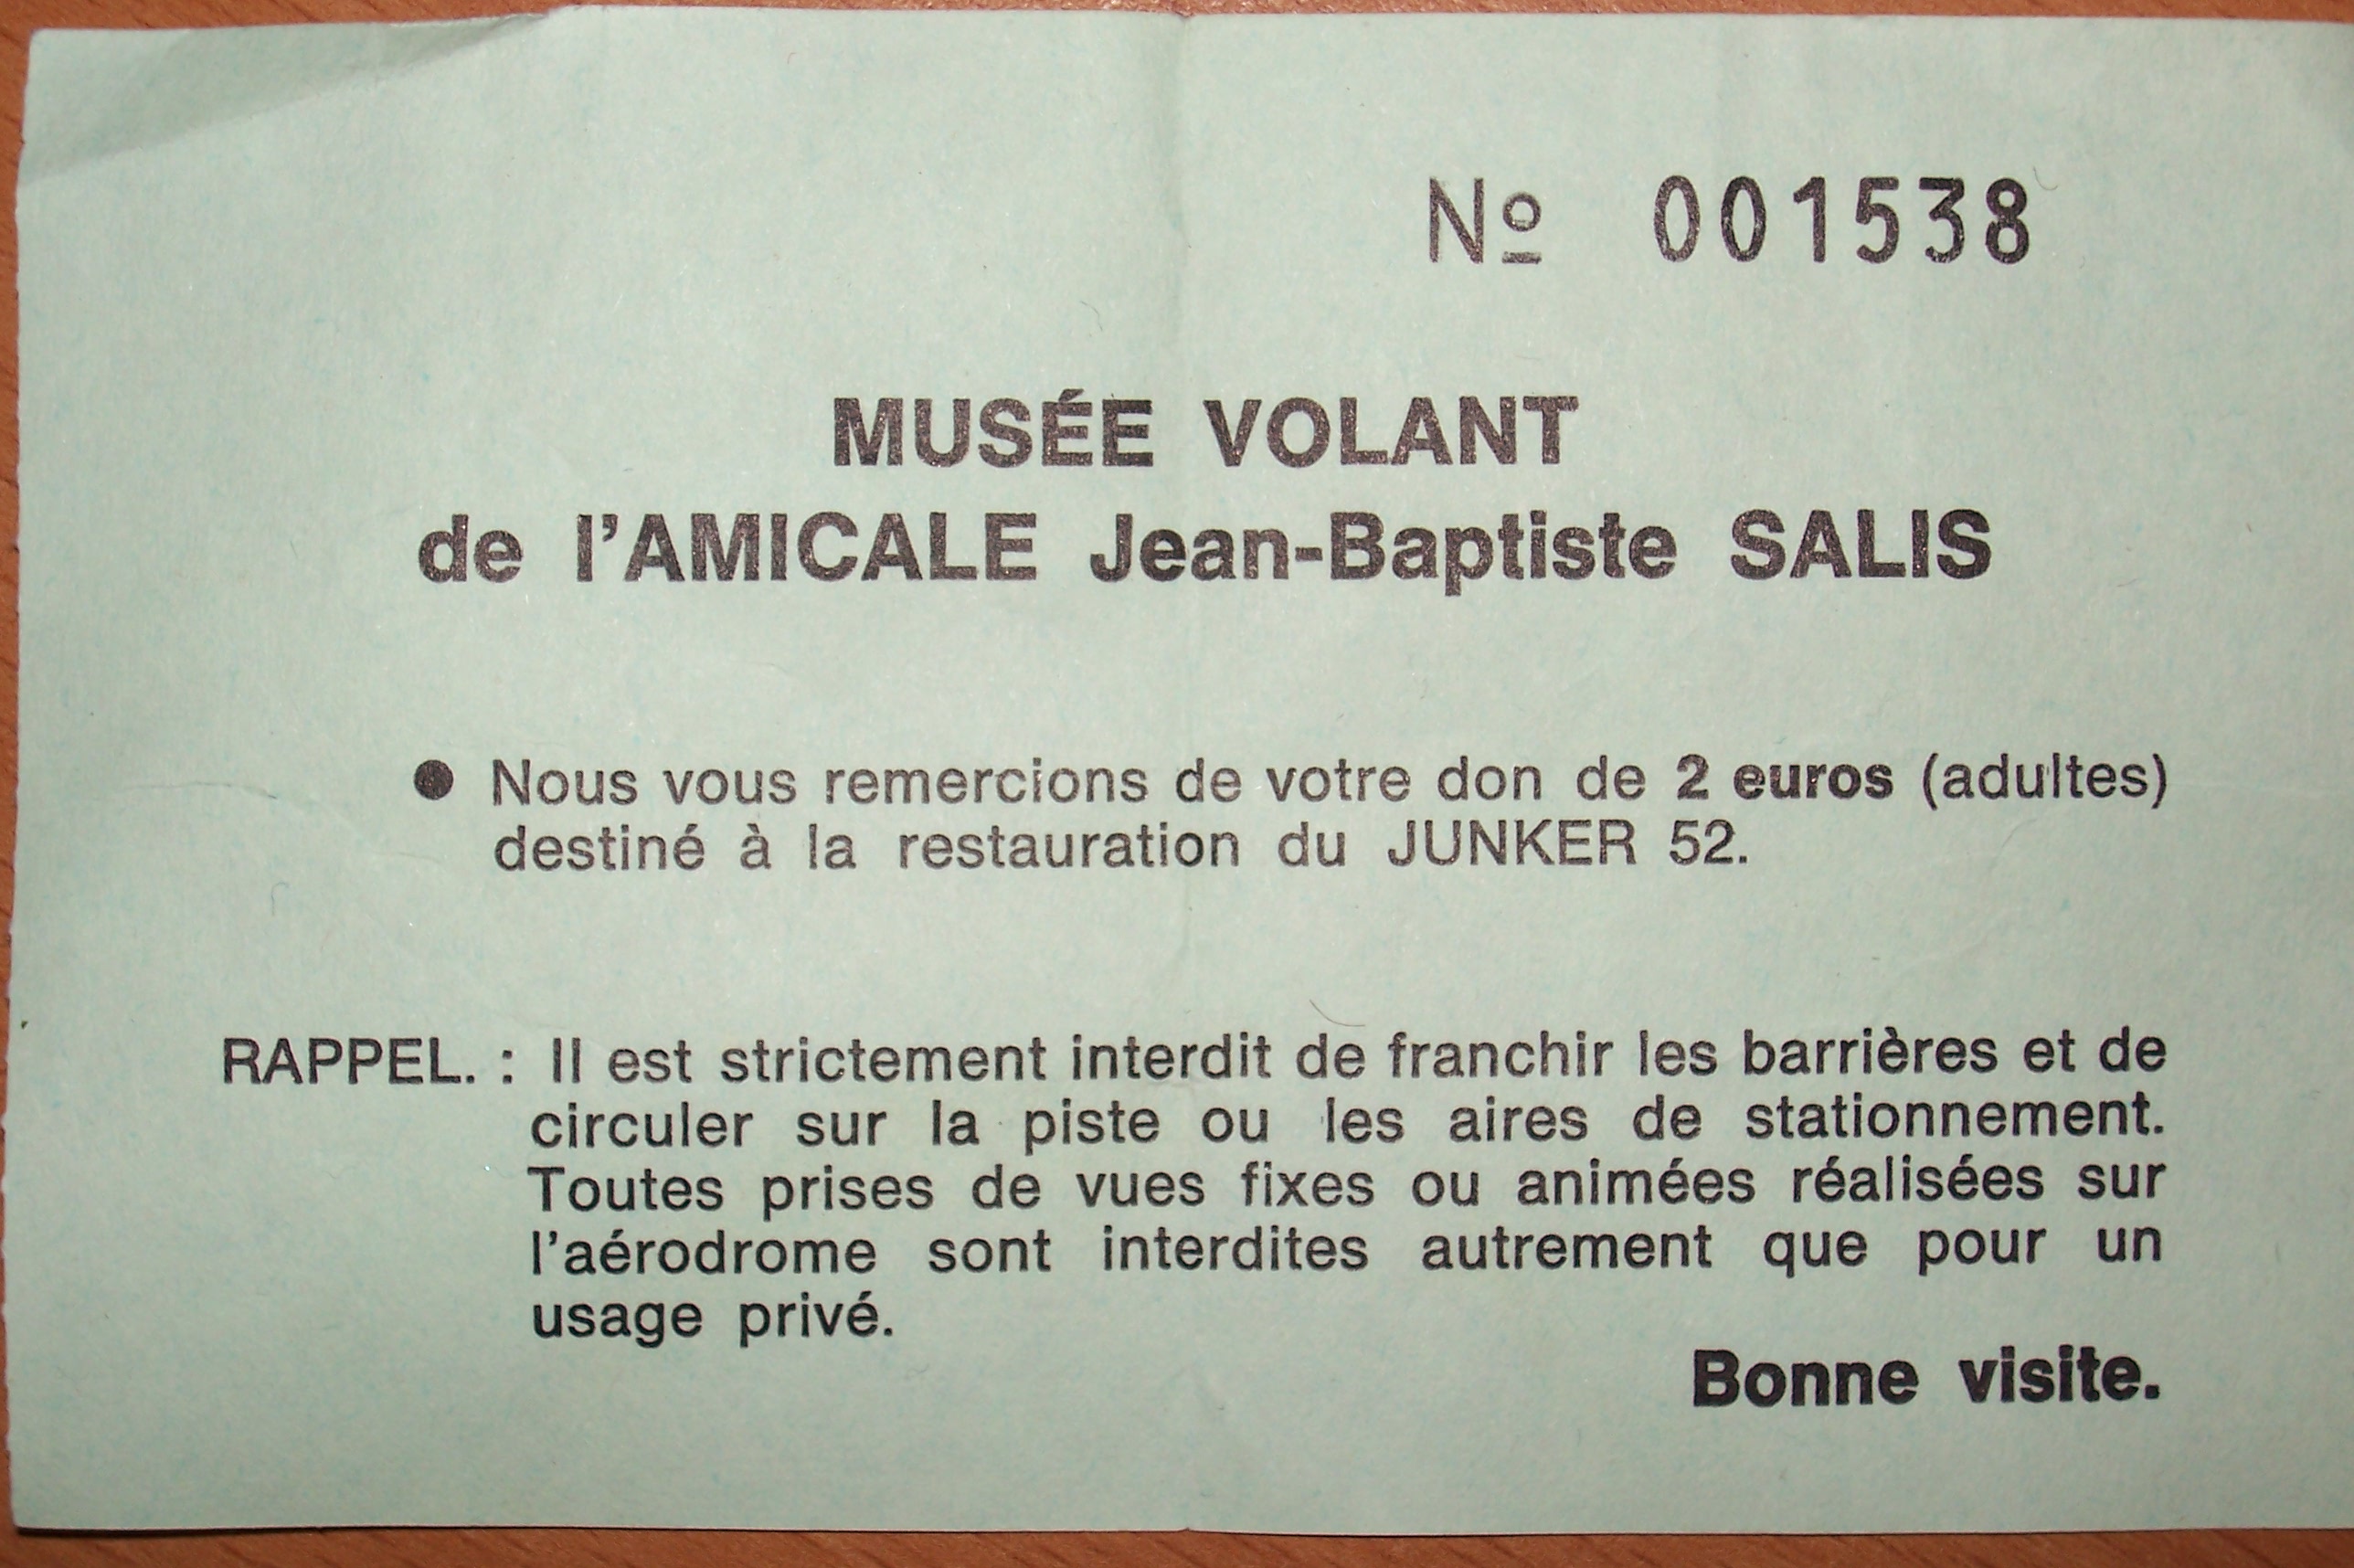 Nº 001538
MUSÉE VOLANT
de l'AMICALE Jean-Baptiste SALIS
● Nous vous remercions de votre don de 2 euros (adultes)
destiné à la restauration du JUNKER 52.
RAPPEL. : Il est strictement interdit de franchir les barrières et de
circuler sur la piste ou les aires de stationnement.
Toutes prises de vues fixes ou animées réalisées sur
l'aérodrome sont interdites autrement que pour un
usage privé.
Bonne visite.